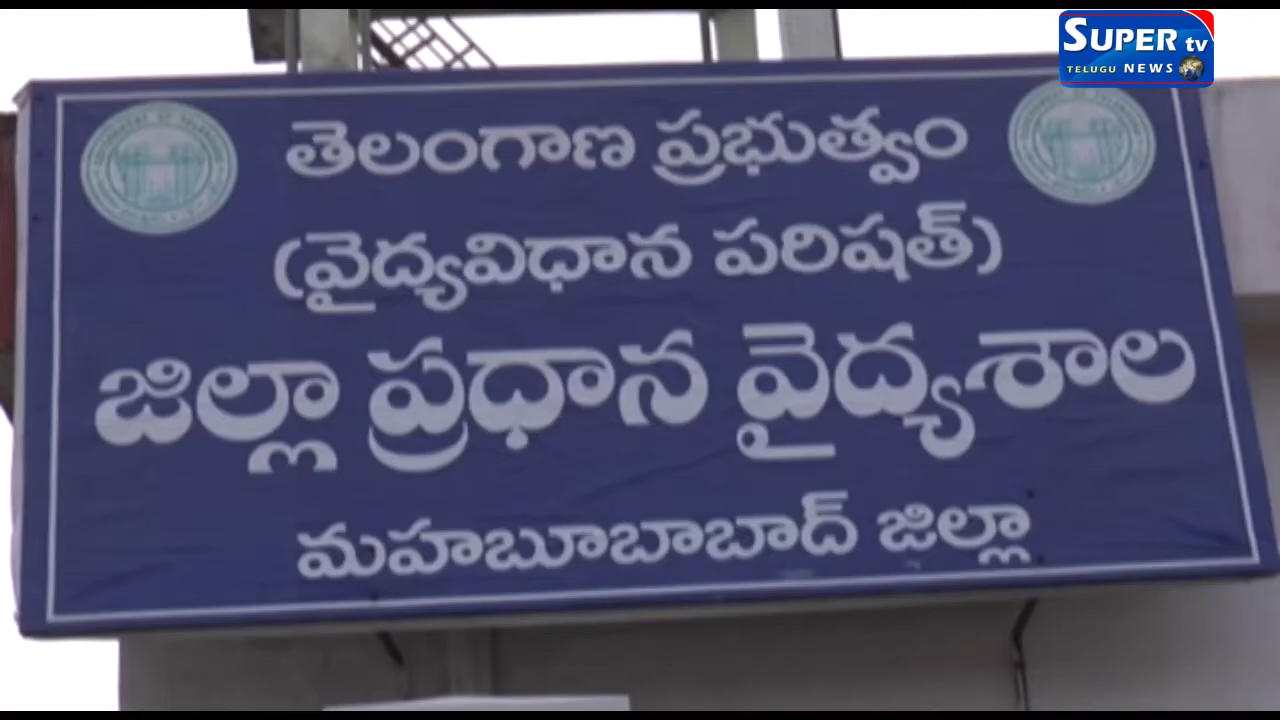 SUPER tv
TELUGU NEWS
తెలంగాణ ప్రభుత్వం
(వైద్యవిధాన పరిషత్)
జిల్లా ప్రధాన వైద్యశాల
మహబూబాబాద్ జిల్లా